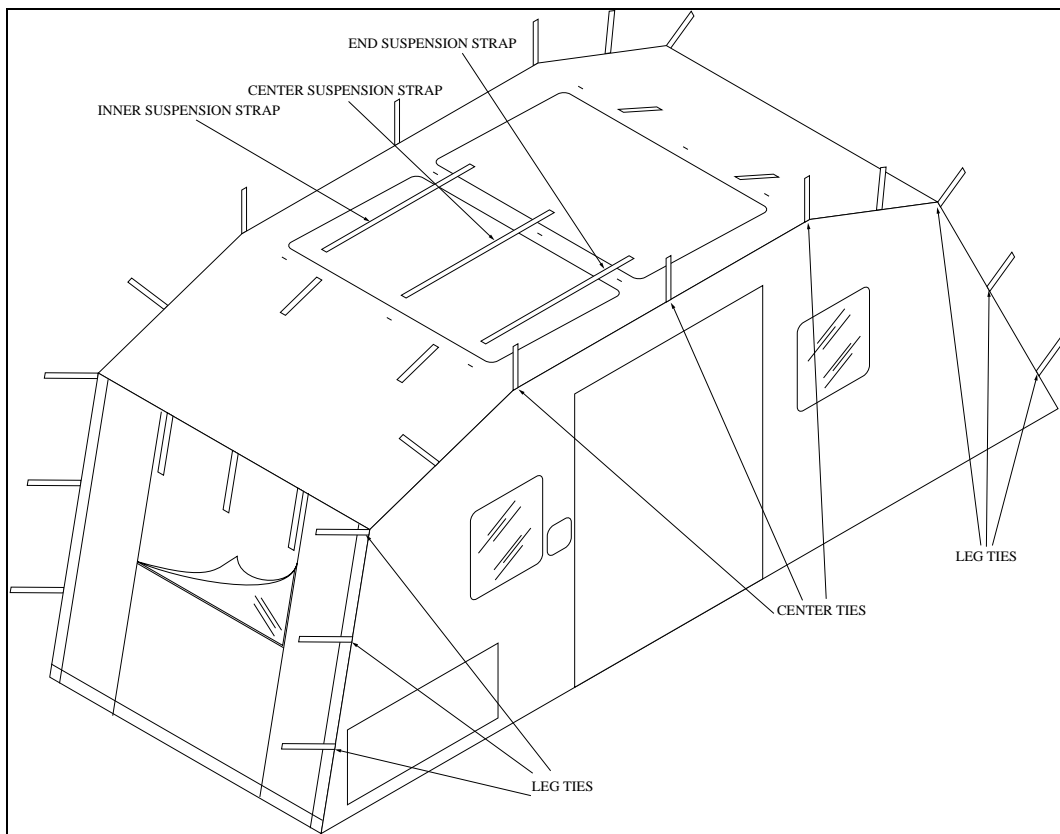 END SUSPENSION STRAP
CENTER SUSPENSION STRAP
INNER SUSPENSION STRAP
LEG TIES
CENTER TIES
LEG TIES